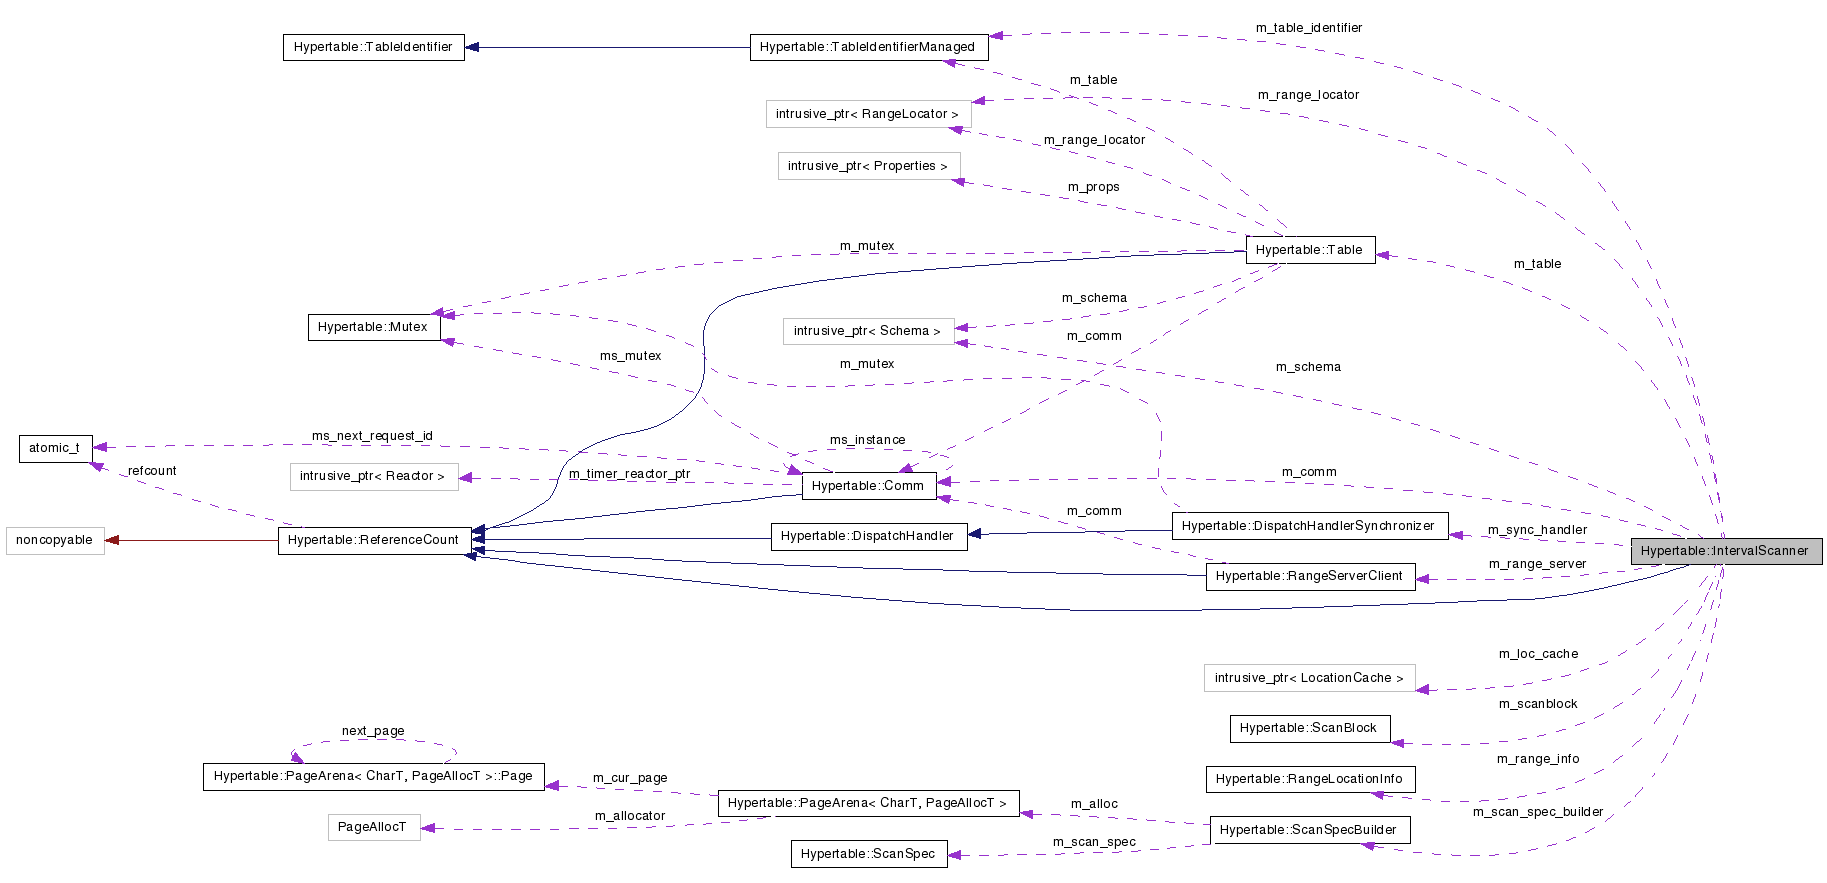 m_table_identifier
Hypertable::TableIdentifier
Hypertable::TableIdentifierManaged
m_table
m_range_locator
intrusive_ptr< RangeLocator >
m_range_locator
intrusive_ptr< Properties >
m_props
m_mutex
Hypertable::Table
m_table
m_schema
Hypertable::Mutex
intrusive_ptr< Schema >
m_comm
ms_mutex
m_mutex
m_schema
ms_next_request_id
ms_instance
atomic_t
refcount
intrusive_ptr< Reactor >
m_timer_reactor_ptr
m_comm
Hypertable::Comm
m_comm
Hypertable::DispatchHandlerSynchronizer
m_sync_handler
noncopyable
Hypertable::ReferenceCount
Hypertable::DispatchHandler
Hypertable::IntervalScanner
m_range_server
Hypertable::RangeServerClient
m_loc_cache
intrusive_ptr< LocationCache >
m_scanblock
Hypertable::ScanBlock
next_page
m_range_info
Hypertable::PageArena< CharT, PageAllocT >::Page
m_cur_page
Hypertable::RangeLocationInfo
Hypertable::PageArena< CharT, PageAllocT >
m_alloc
m_scan_spec_builder
m_allocator
PageAllocT
Hypertable::ScanSpecBuilder
m_scan_spec
Hypertable::ScanSpec